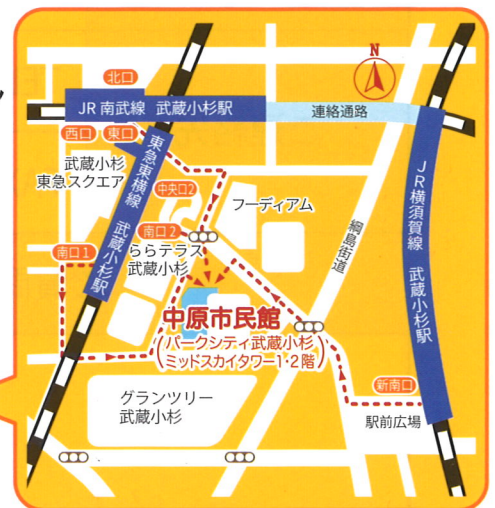 N
北口
JR 南武線 武蔵小杉駅
連絡通路
西口
東口
武蔵小杉
東急スクエア
東急東横線 武蔵小杉駅
中央口2
フーディアム
JR横須賀線 武蔵小杉駅
綱島街道
南口1
南口2
ららテラス
武蔵小杉
中原市民館
(パークシティ武蔵小杉
ミッドスカイタワー1・2階)
グランツリー
武蔵小杉
新南口
駅前広場